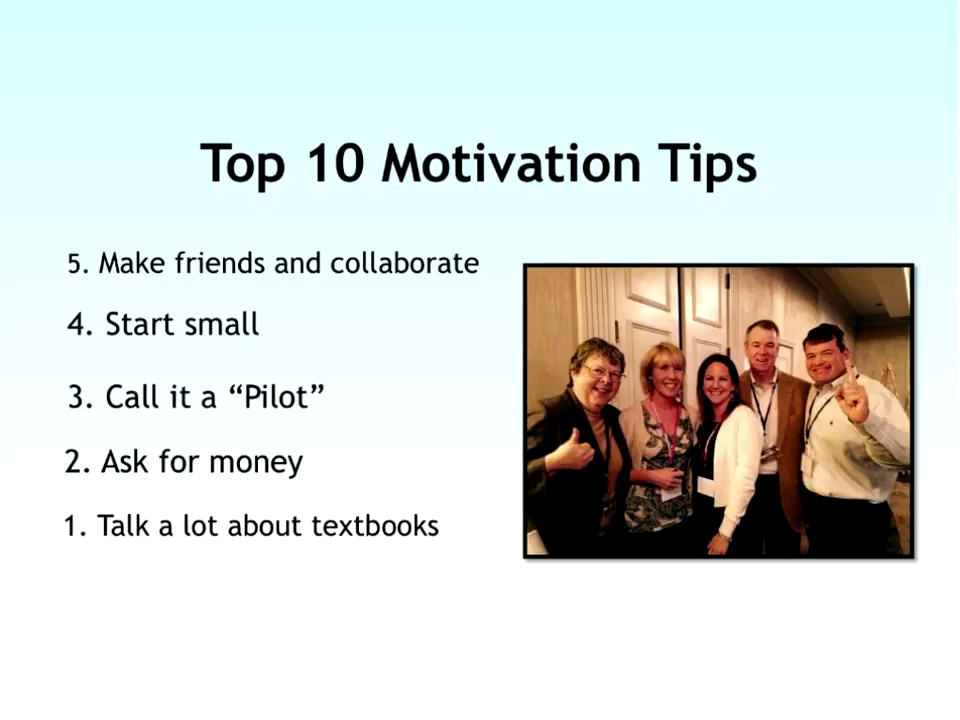 Top 10 Motivation Tips
5. Make friends and collaborate
4. Start small
3. Call it a “Pilot”
2. Ask for money
1. Talk a lot about textbooks